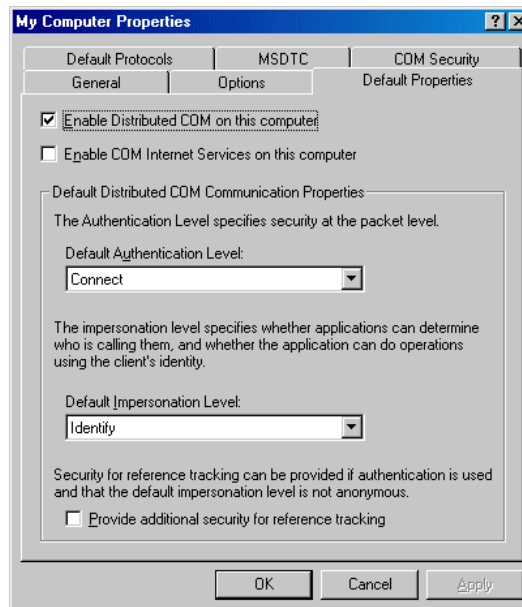 My Computer Properties
Default Protocols
MSDTC
COM Security
General
Options
Default Properties
Enable Distributed COM on this computer
Enable COM Internet Services on this computer
Default Distributed COM Communication Properties
The Authentication Level specifies security at the packet level.
Default Authentication Level:
Connect
The impersonation level specifies whether applications can determine
who is calling them, and whether the application can do operations
using the client's identity.
Default Impersonation Level:
Identify
Security for reference tracking can be provided if authentication is used
and that the default impersonation level is not anonymous.
Provide additional security for reference tracking
OK
Cancel
Apply